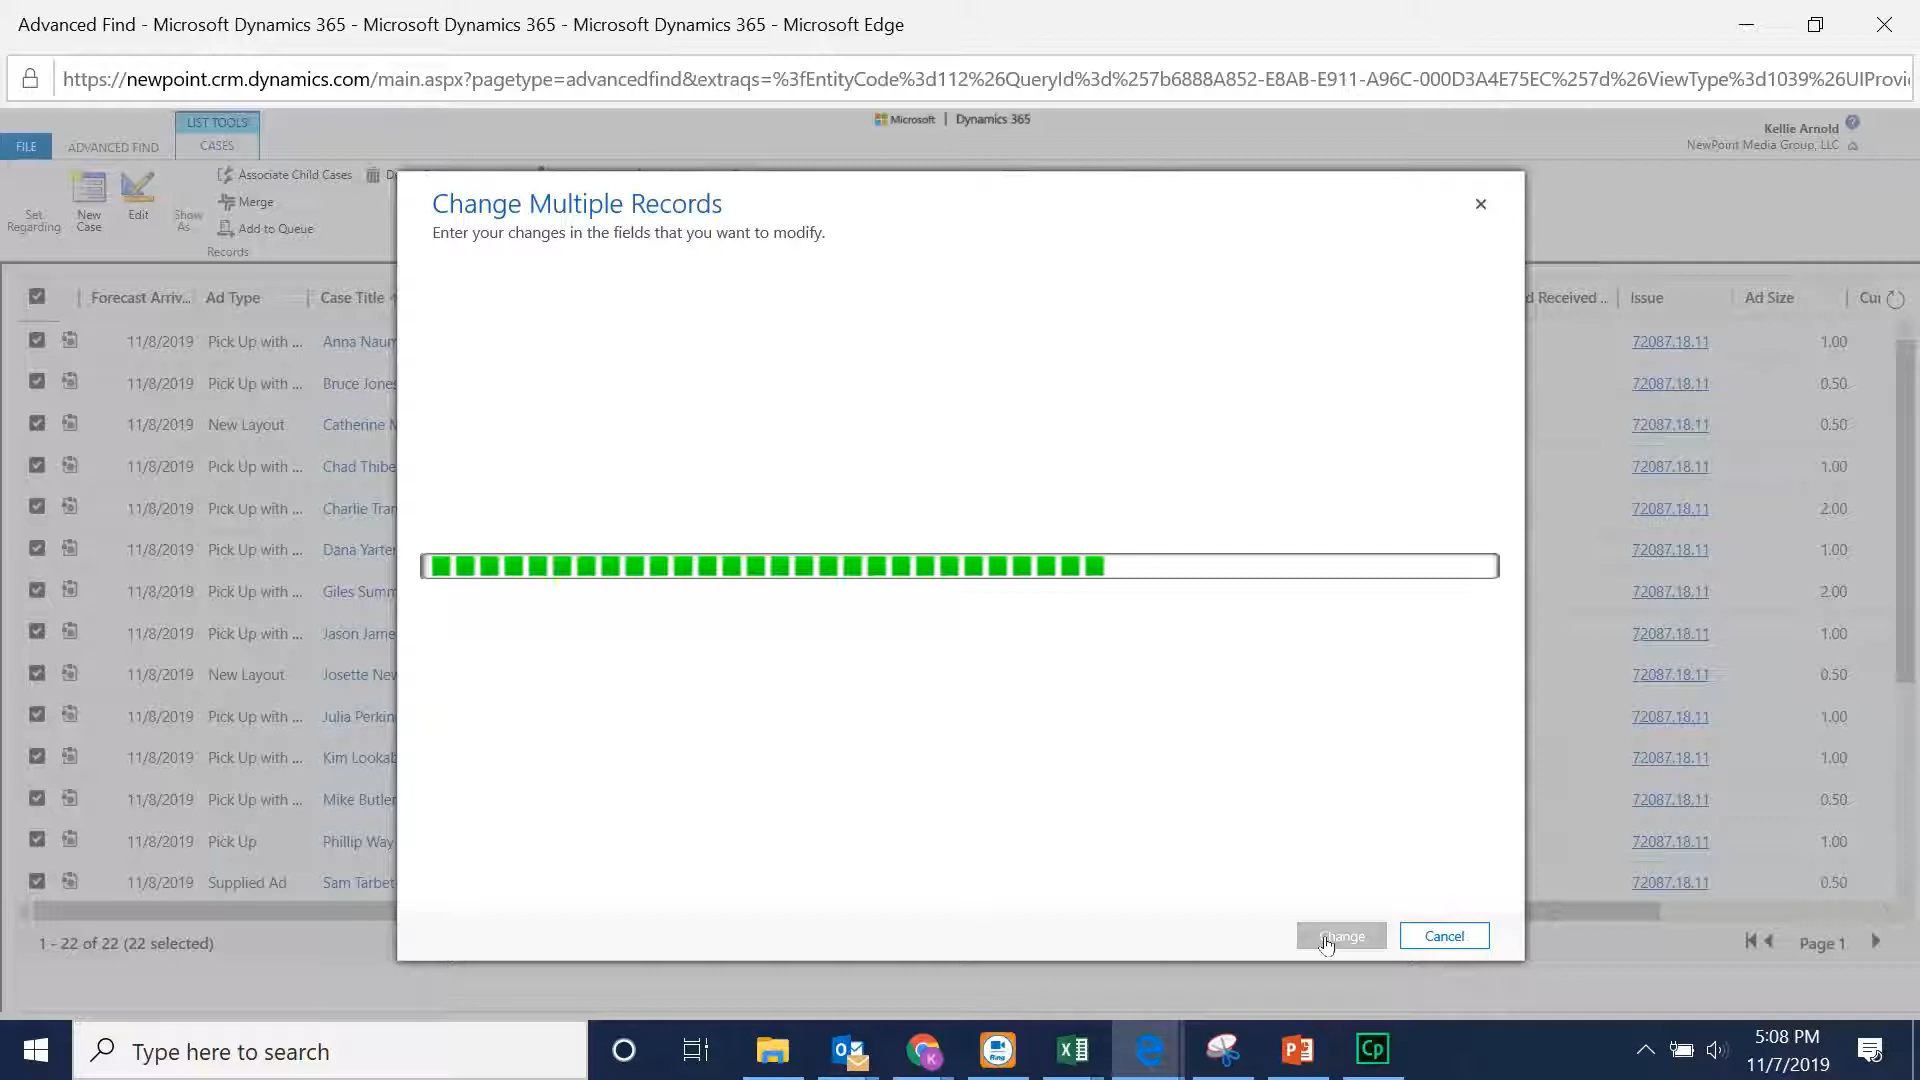 Advanced Find - Microsoft Dynamics 365 - Microsoft Dynamics 365 - Microsoft Dynamics 365 - Microsoft Edge
https://newpoint.crm.dynamics.com/main.aspx?pagetype=advancedfind&extraqs=%3fEntityCode%3d112%26QueryId%3d%257b6888A852-E8AB-E911-A96C-000D3A4E75EC%257d%26ViewType%3d1039%26UIProvi
Microsoft | Dynamics 365
FILE ADVANCED FIND LIST TOOLS CASES
Kellie Arnold
NewPoint Media Group, LLC
Set Regarding
New Case
Edit
Show As
Associate Child Cases
Merge
Add to Queue
Records
Change Multiple Records
Enter your changes in the fields that you want to modify.
Forecast Arriv... Ad Type Case Title d Received ... Issue Ad Size Cur
11/8/2019 Pick Up with ... Anna Naum 72087.18.11 1.00
11/8/2019 Pick Up with ... Bruce Jones 72087.18.11 0.50
11/8/2019 New Layout Catherine M 72087.18.11 0.50
11/8/2019 Pick Up with ... Chad Thibe 72087.18.11 1.00
11/8/2019 Pick Up with ... Charlie Tran 72087.18.11 2.00
11/8/2019 Pick Up with ... Dana Yarter 72087.18.11 1.00
11/8/2019 Pick Up with ... Giles Summ 72087.18.11 2.00
11/8/2019 Pick Up with ... Jason Jame 72087.18.11 1.00
11/8/2019 New Layout Josette New 72087.18.11 0.50
11/8/2019 Pick Up with ... Julia Perkin 72087.18.11 1.00
11/8/2019 Pick Up with ... Kim Lookab 72087.18.11 1.00
11/8/2019 Pick Up with ... Mike Butler 72087.18.11 0.50
11/8/2019 Pick Up Phillip Way 72087.18.11 1.00
11/8/2019 Supplied Ad Sam Tarbet 72087.18.11 0.50
Change Cancel
1 - 22 of 22 (22 selected)
Page 1
Type here to search
5:08 PM
11/7/2019